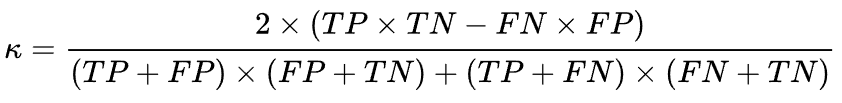 κ = 2 × (TP × TN − FN × FP) / (TP + FP) × (FP + TN) + (TP + FN) × (FN + TN)